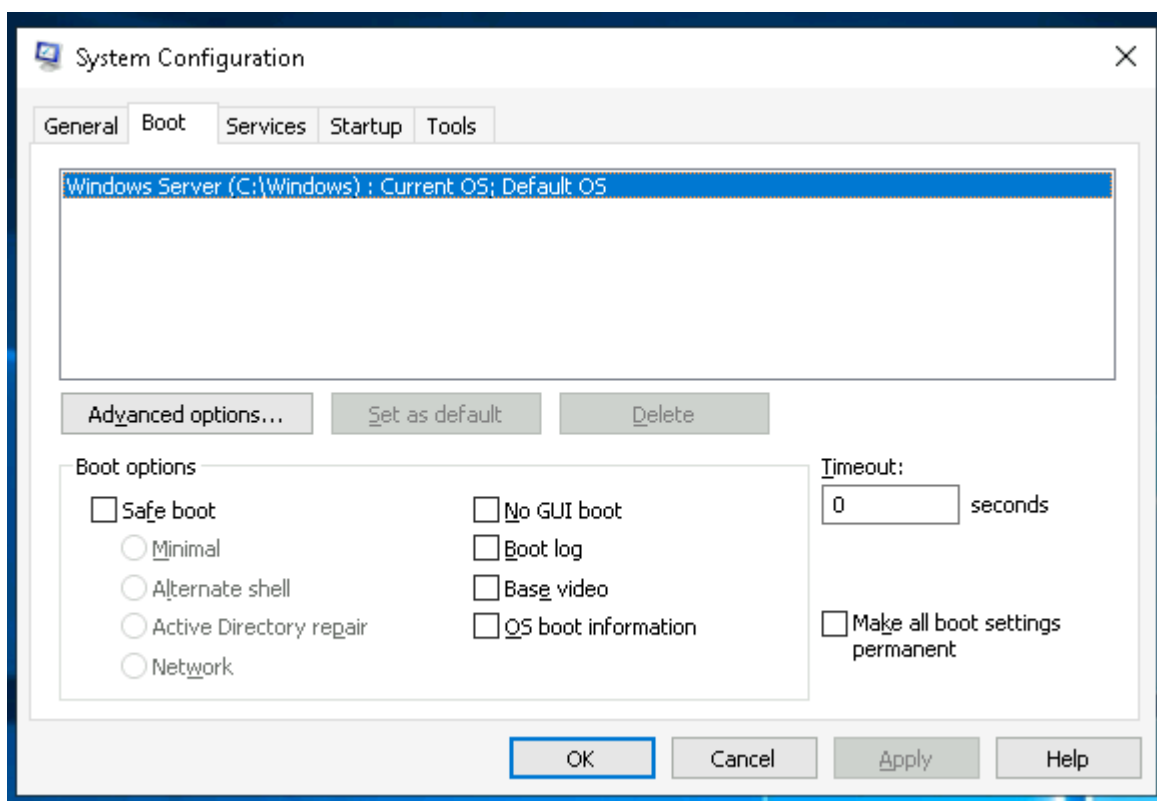 System Configuration
General Boot Services Startup Tools
Windows Server (C:\Windows) : Current OS; Default OS
Advanced options...
Set as default
Delete
Boot options
Safe boot
Minimal
Alternate shell
Active Directory repair
Network
No GUI boot
Boot log
Base video
OS boot information
Timeout:
0 seconds
Make all boot settings
permanent
OK
Cancel
Apply
Help